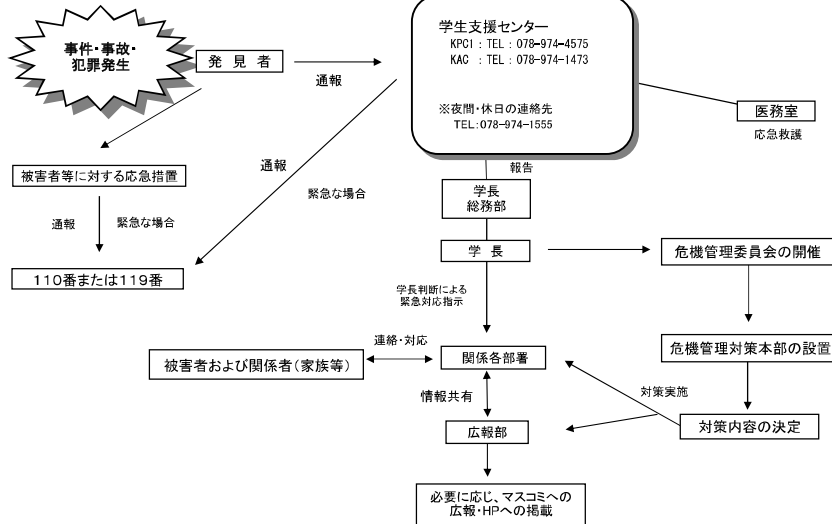 事件・事故・
犯罪発生
発 見 者
通報
学生支援センター
KPC1 : TEL : 078-974-4575
KAC : TEL : 078-974-1473
※夜間・休日の連絡先
TEL:078-974-1555
医務室
応急救護
被害者等に対する応急措置
通報
緊急な場合
通報
緊急な場合
110番または119番
報告
学長
総務部
学 長
危機管理委員会の開催
学長判断による
緊急対応指示
連絡・対応
被害者および関係者（家族等）
関係各部署
危機管理対策本部の設置
情報共有
対策実施
広報部
対策内容の決定
必要に応じ、マスコミへの
広報・HPへの掲載